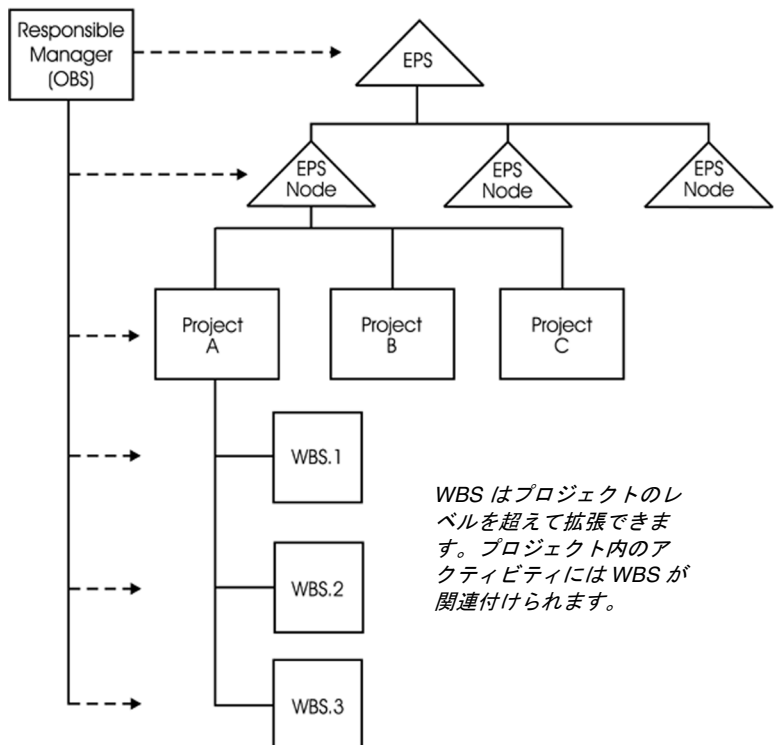 Responsible
Manager
(OBS)
EPS
EPS
Node
EPS
Node
EPS
Node
Project
A
Project
B
Project
C
WBS.1
WBS はプロジェクトのレ
ベルを超えて拡張できま
す。プロジェクト内のア
クティビティには WBS が
関連付けられます。
WBS.2
WBS.3